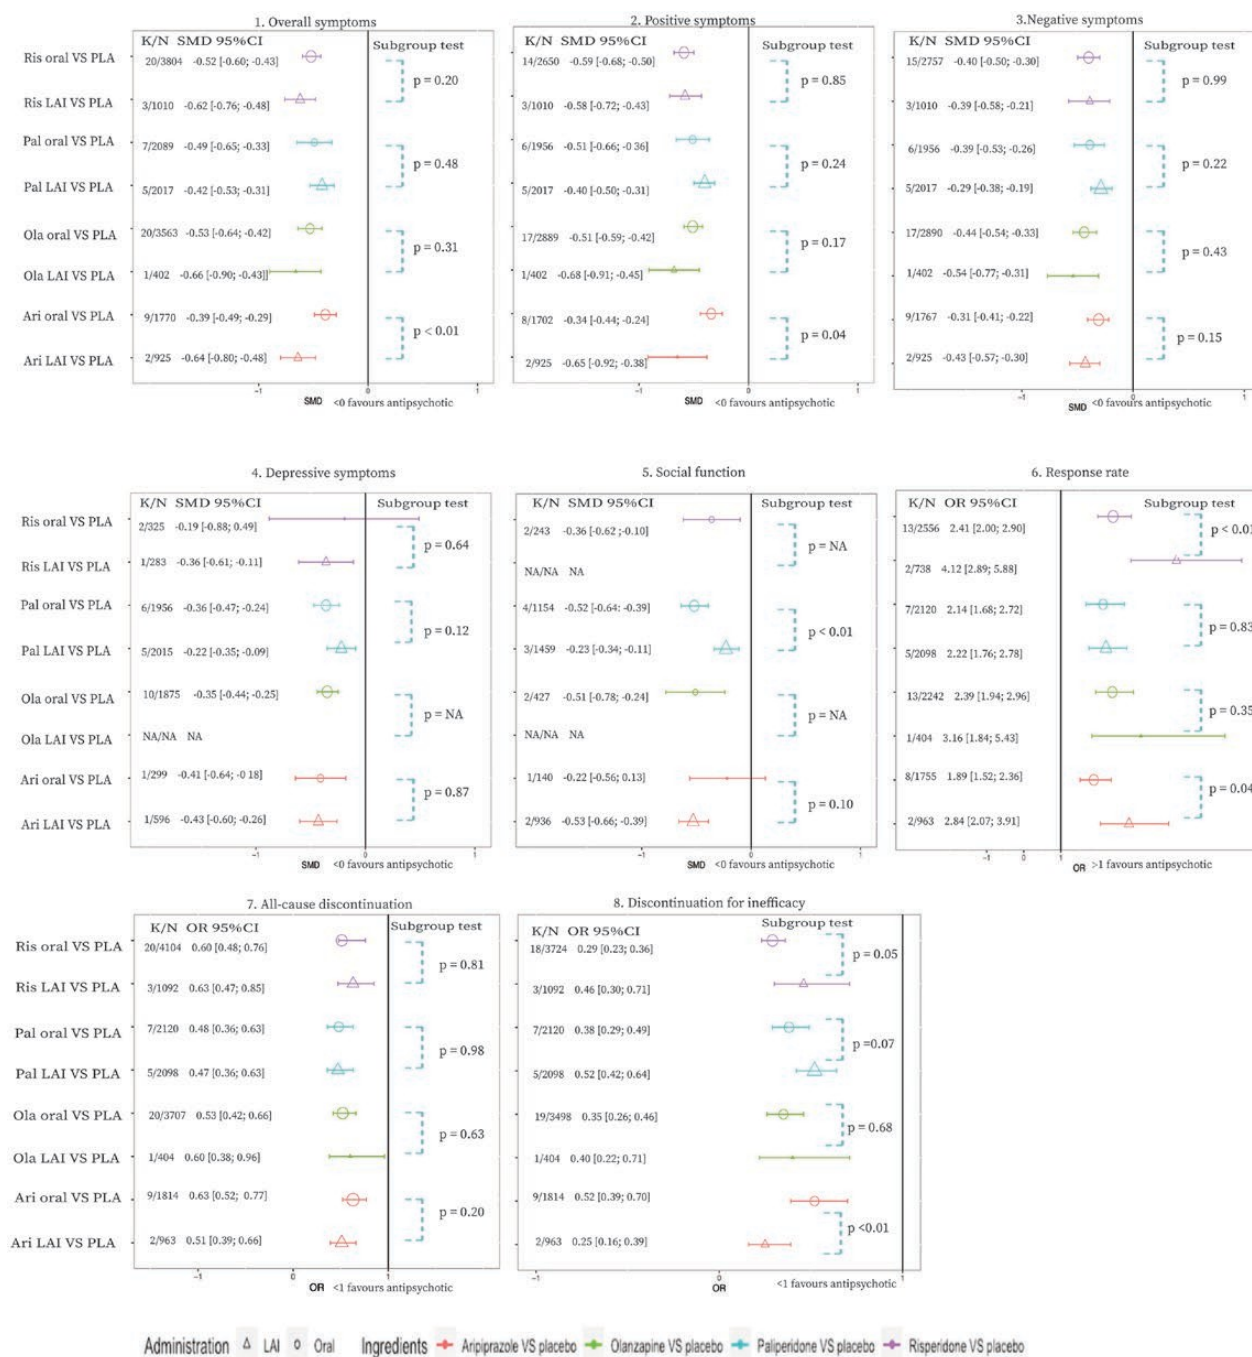 1. Overall symptoms
K/N SMD 95%CI Subgroup test
Ris oral VS PLA 20/3804 -0.52 [-0.60; -0.43]
p = 0.20
Ris LAI VS PLA 3/1010 -0.62 [-0.76; -0.48]
Pal oral VS PLA 7/2089 -0.49 [-0.65; -0.33]
p = 0.48
Pal LAI VS PLA 5/2017 -0.42 [-0.53; -0.31]
Ola oral VS PLA 20/3563 -0.53 [-0.64; -0.42]
p = 0.31
Ola LAI VS PLA 1/402 -0.66 [-0.90; -0.43]]
Ari oral VS PLA 9/1770 -0.39 [-0.49; -0.29]
p < 0.01
Ari LAI VS PLA 2/925 -0.64 [-0.80; -0.48]
-1 0 1
SMD <0 favours antipsychotic
2. Positive symptoms
K/N SMD 95%CI Subgroup test
14/2650 -0.59 [-0.68; -0.50]
p = 0.85
3/1010 -0.58 [-0.72; -0.43]
6/1956 -0.51 [-0.66; -0.36]
p = 0.24
5/2017 -0.40 [-0.50; -0.31]
17/2889 -0.51 [-0.59; -0.42]
p = 0.17
1/402 -0.68 [-0.91; -0.45]
8/1702 -0.34 [-0.44; -0.24]
p = 0.04
2/925 -0.65 [-0.92; -0.38]
-1 0 1
SMD <0 favours antipsychotic
3.Negative symptoms
K/N SMD 95%CI Subgroup test
15/2757 -0.40 [-0.50; -0.30]
p = 0.99
3/1010 -0.39 [-0.58; -0.21]
6/1956 -0.39 [-0.53; -0.26]
p = 0.22
5/2017 -0.29 [-0.38; -0.19]
17/2890 -0.44 [-0.54; -0.33]
p = 0.43
1/402 -0.54 [-0.77; -0.31]
9/1767 -0.31 [-0.41; -0.22]
p = 0.15
2/925 -0.43 [-0.57; -0.30]
-1 0 1
SMD <0 favours antipsychotic
4. Depressive symptoms
K/N SMD 95%CI Subgroup test
Ris oral VS PLA 2/325 -0.19 [-0.88; 0.49]
p = 0.64
Ris LAI VS PLA 1/283 -0.36 [-0.61; -0.11]
Pal oral VS PLA 6/1956 -0.36 [-0.47; -0.24]
p = 0.12
Pal LAI VS PLA 5/2015 -0.22 [-0.35; -0.09]
Ola oral VS PLA 10/1875 -0.35 [-0.44; -0.25]
p = NA
Ola LAI VS PLA NA/NA NA
Ari oral VS PLA 1/299 -0.41 [-0.64; -0.18]
p = 0.87
Ari LAI VS PLA 1/596 -0.43 [-0.60; -0.26]
-1 0 1
SMD <0 favours antipsychotic
5. Social function
K/N SMD 95%CI Subgroup test
2/243 -0.36 [-0.62 ;-0.10]
p = NA
NA/NA NA
4/1154 -0.52 [-0.64; -0.39]
p < 0.01
3/1459 -0.23 [-0.34; -0.11]
2/427 -0.51 [-0.78; -0.24]
p = NA
NA/NA NA
1/140 -0.22 [-0.56; 0.13]
p = 0.10
2/936 -0.53 [-0.66; -0.39]
-1 0 1
SMD <0 favours antipsychotic
6. Response rate
K/N OR 95%CI Subgroup test
13/2556 2.41 [2.00; 2.90]
p < 0.01
2/738 4.12 [2.89; 5.88]
7/2120 2.14 [1.68; 2.72]
p = 0.83
5/2098 2.22 [1.76; 2.78]
13/2242 2.39 [1.94; 2.96]
p = 0.35
1/404 3.16 [1.84; 5.43]
8/1755 1.89 [1.52; 2.36]
p = 0.04
2/963 2.84 [2.07; 3.91]
-1 0 1
OR >1 favours antipsychotic
7. All-cause discontinuation
K/N OR 95%CI Subgroup test
Ris oral VS PLA 20/4104 0.60 [0.48; 0.76]
p = 0.81
Ris LAI VS PLA 3/1092 0.63 [0.47; 0.85]
Pal oral VS PLA 7/2120 0.48 [0.36; 0.63]
p = 0.98
Pal LAI VS PLA 5/2098 0.47 [0.36; 0.63]
Ola oral VS PLA 20/3707 0.53 [0.42; 0.66]
p = 0.63
Ola LAI VS PLA 1/404 0.60 [0.38; 0.96]
Ari oral VS PLA 9/1814 0.63 [0.52; 0.77]
p = 0.20
Ari LAI VS PLA 2/963 0.51 [0.39; 0.66]
-1 0 1
OR <1 favours antipsychotic
8. Discontinuation for inefficacy
K/N OR 95%CI Subgroup test
18/3724 0.29 [0.23; 0.36]
p = 0.05
3/1092 0.46 [0.30; 0.71]
7/2120 0.38 [0.29; 0.49]
p =0.07
5/2098 0.52 [0.42; 0.64]
19/3498 0.35 [0.26; 0.46]
p = 0.68
1/404 0.40 [0.22; 0.71]
9/1814 0.52 [0.39; 0.70]
p <0.01
2/963 0.25 [0.16; 0.39]
-1 0 1
OR <1 favours antipsychotic
Administration LAI Oral Ingredients Aripiprazole VS placebo Olanzapine VS placebo Paliperidone VS placebo Risperidone VS placebo